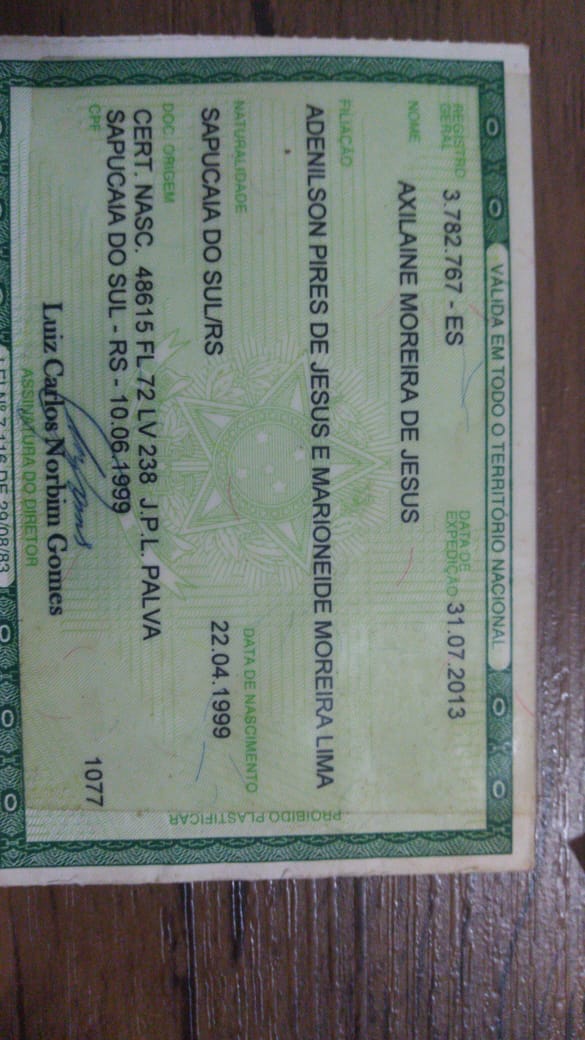 VÁLIDA EM TODO O TERRITÓRIO NACIONAL
REGISTRO GERAL 3.782.767 - ES DATA DE EXPEDIÇÃO 31.07.2013
NOME AXILAINE MOREIRA DE JESUS
FILIAÇÃO
ADENILSON PIRES DE JESUS E MARIONEIDE MOREIRA LIMA
NATURALIDADE DATA DE NASCIMENTO
SAPUCAIA DO SUL/RS 22.04.1999
DOC. ORIGEM
CERT. NASC. 48615 FL 72 LV 238 J.P.L. PALVA
SAPUCAIA DO SUL - RS - 10.06.1999
CPF
1077
Luiz Carlos Norbim Gomes
ASSINATURA DO DIRETOR
LEI Nº 7.116 DE 29/08/83
PROIBIDO PLASTIFICAR